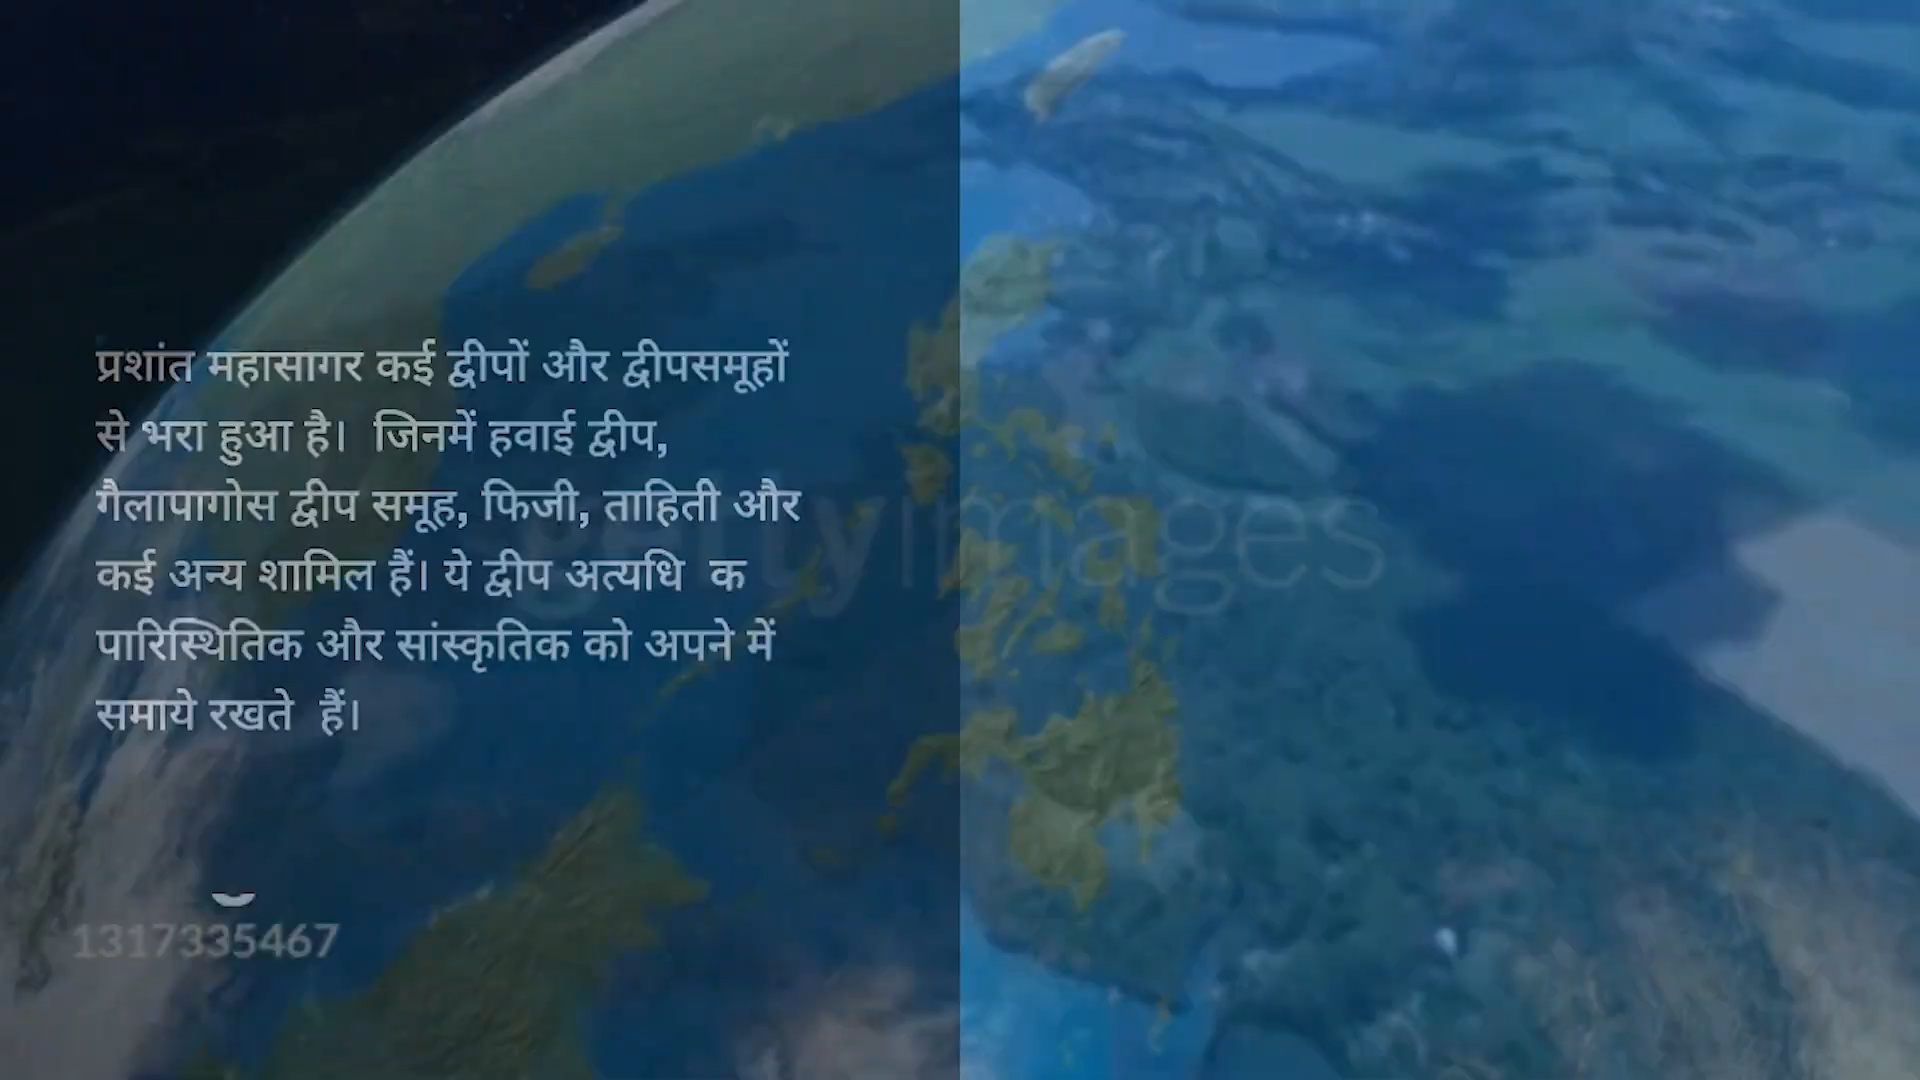 प्रशांत महासागर कई द्वीपों और द्वीपसमूहों
से भरा हुआ है।  जिनमें हवाई द्वीप,
गैलापागोस द्वीप समूह, फिजी, ताहिती और
कई अन्य शामिल हैं। ये द्वीप अत्यधि  क
पारिस्थितिक और सांस्कृतिक को अपने में
समाये रखते  हैं।
gettyimages
1317335467